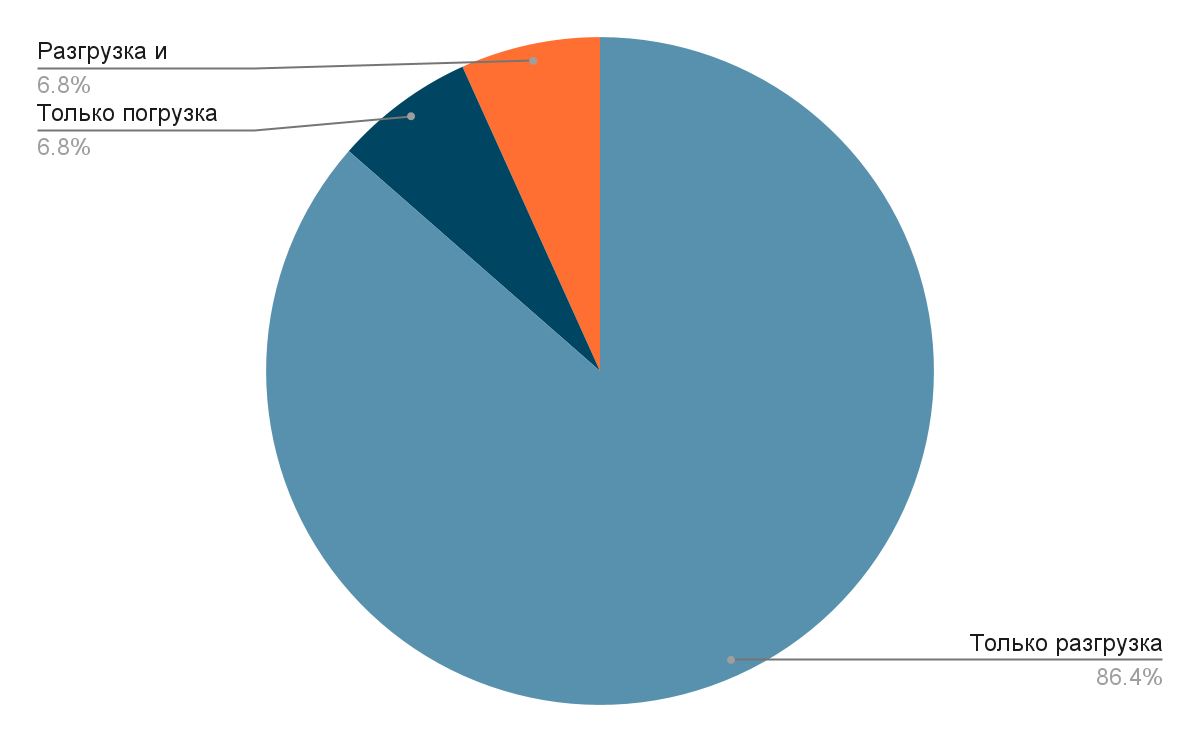 Разгрузка и
6.8%
Только погрузка
6.8%
Только разгрузка
86.4%